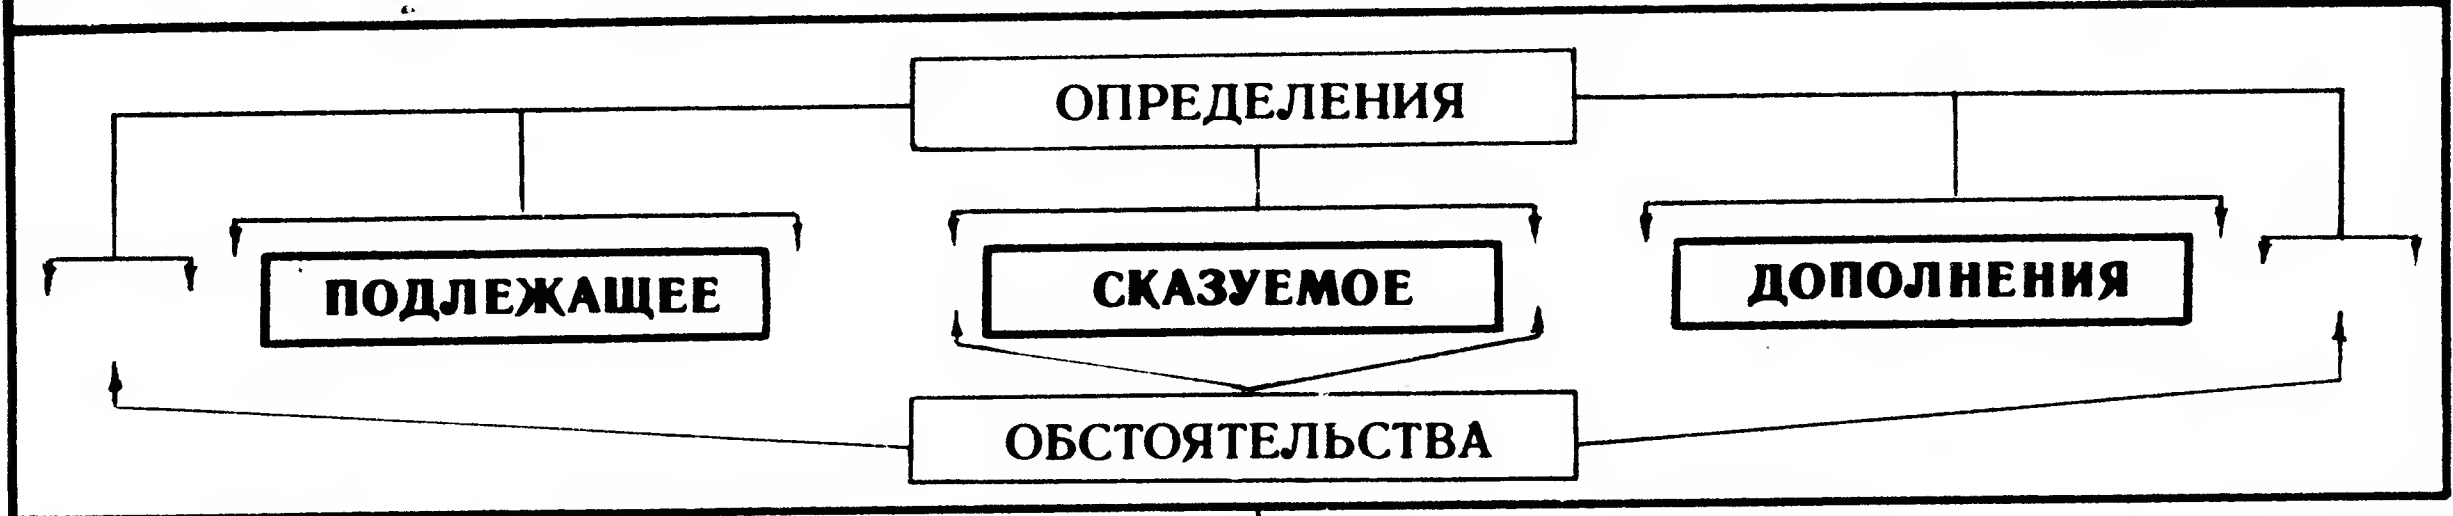 ОПРЕДЕЛЕНИЯ
ПОДЛЕЖАЩЕЕ СКАЗУЕМОЕ ДОПОЛНЕНИЯ
ОБСТОЯТЕЛЬСТВА